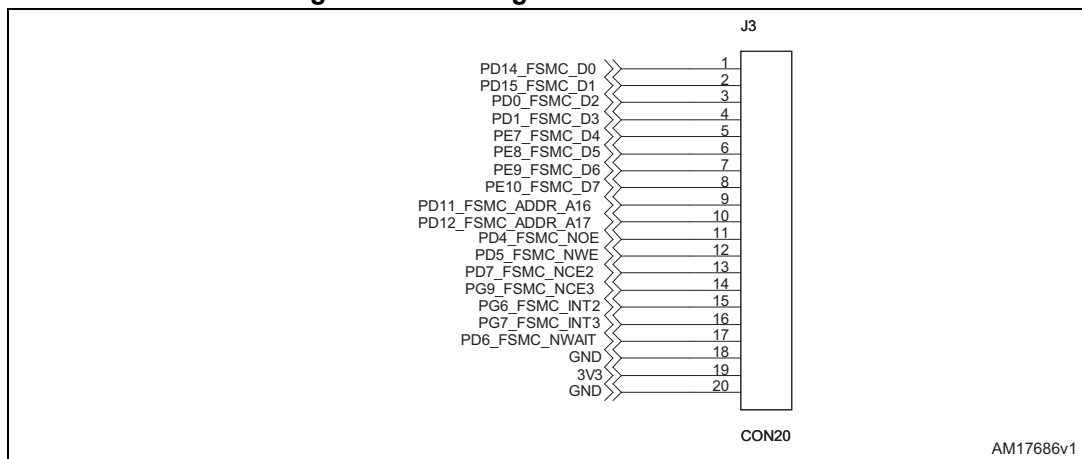 J3
PD14_FSMC_D0 1
PD15_FSMC_D1 2
PD0_FSMC_D2 3
PD1_FSMC_D3 4
PE7_FSMC_D4 5
PE8_FSMC_D5 6
PE9_FSMC_D6 7
PE10_FSMC_D7 8
PD11_FSMC_ADDR_A16 9
PD12_FSMC_ADDR_A17 10
PD4_FSMC_NOE 11
PD5_FSMC_NWE 12
PD7_FSMC_NCE2 13
PG9_FSMC_NCE3 14
PG6_FSMC_INT2 15
PG7_FSMC_INT3 16
PD6_FSMC_NWAIT 17
GND 18
3V3 19
GND 20
CON20
AM17686v1